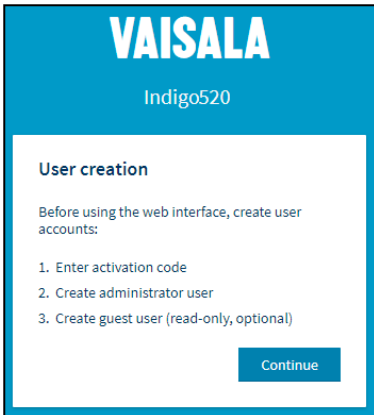 VAISALA
Indigo520
User creation
Before using the web interface, create user
accounts:
1. Enter activation code
2. Create administrator user
3. Create guest user (read-only, optional)
Continue